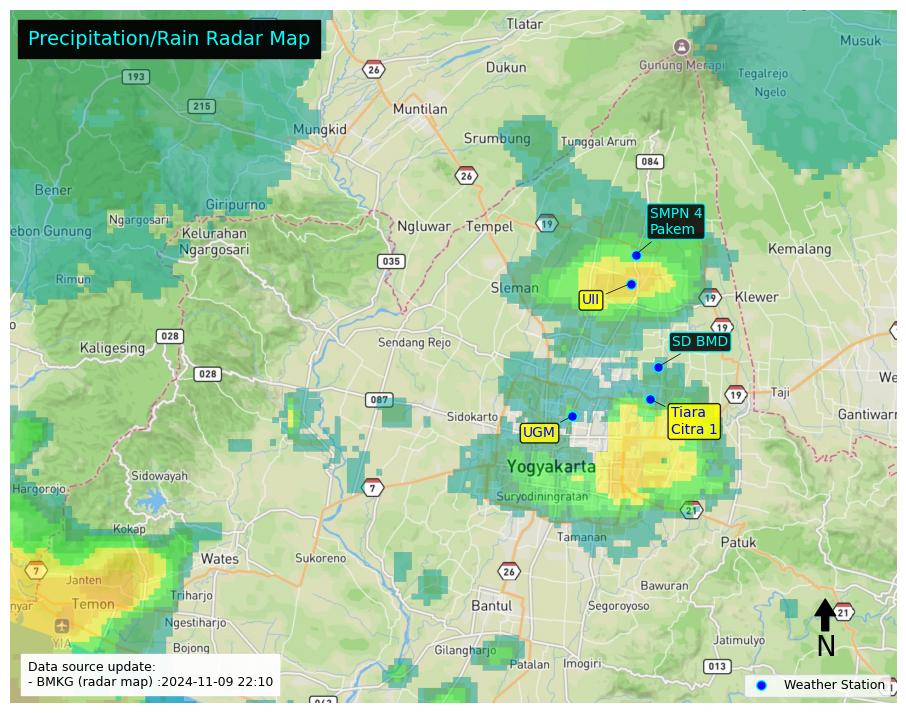 Precipitation/Rain Radar Map
Tlatar
Musuk
Gunung Merapi
26
Dukun
Tegalrejo
193
Ngelo
215
Muntilan
Mungkid
Srumbung
Tunggal Arum
084
26
Bener
Giripurno
Ngargosari
SMPN 4
Pakem
Ngluwar
Tempel
19
ebon Gunung
Kelurahan
Ngargosari
Kemalang
035
Rimun
Sleman
UII
19
Klewer
028
19
Kaligesing
Sendang Rejo
SD BMD
028
We
087
19
Taji
Sidokarto
Gantiwarn
Tiara
Citra 1
UGM
Yogyakarta
Sidowayah
Hargorojo
7
Suryodiningratan
21
Kokap
Tamanan
Patuk
Wates
Sukoreno
7
26
Janten
Bawuran
nyar
Temon
Triharjo
Bantul
Segoroyoso
21
Ngestiharjo
YIA
N
Jatimulyo
Bojong
Gilangharjo
Patalan
Imogiri
013
Data source update:
- BMKG (radar map) :2024-11-09 22:10
Weather Station